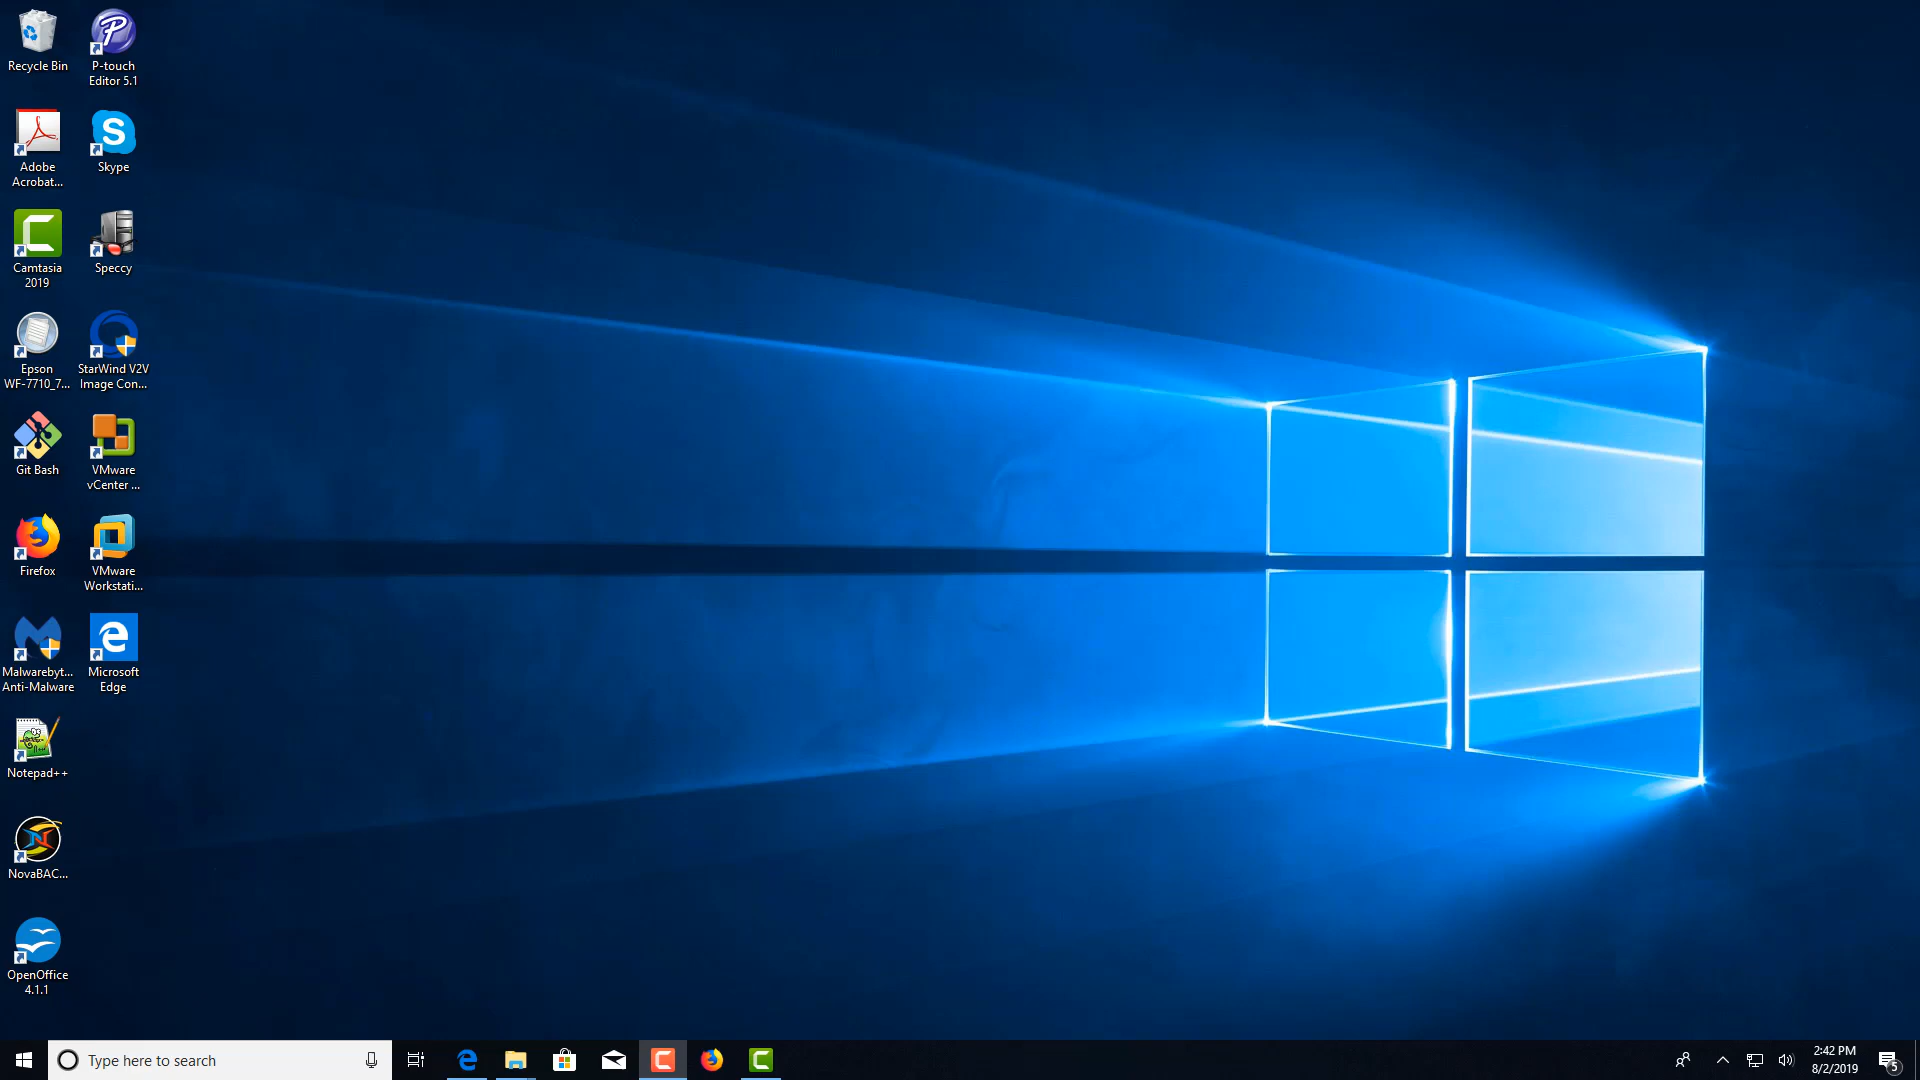 Recycle Bin
P-touch
Editor 5.1
Adobe
Acrobat...
Skype
Camtasia
2019
Speccy
Epson
WF-7710_7...
StarWind V2V
Image Con...
Git Bash
VMware
vCenter ...
Firefox
VMware
Workstati...
Malwarebyt...
Anti-Malware
Microsoft
Edge
Notepad++
NovaBAC...
OpenOffice
4.1.1
Type here to search
2:42 PM
8/2/2019
5